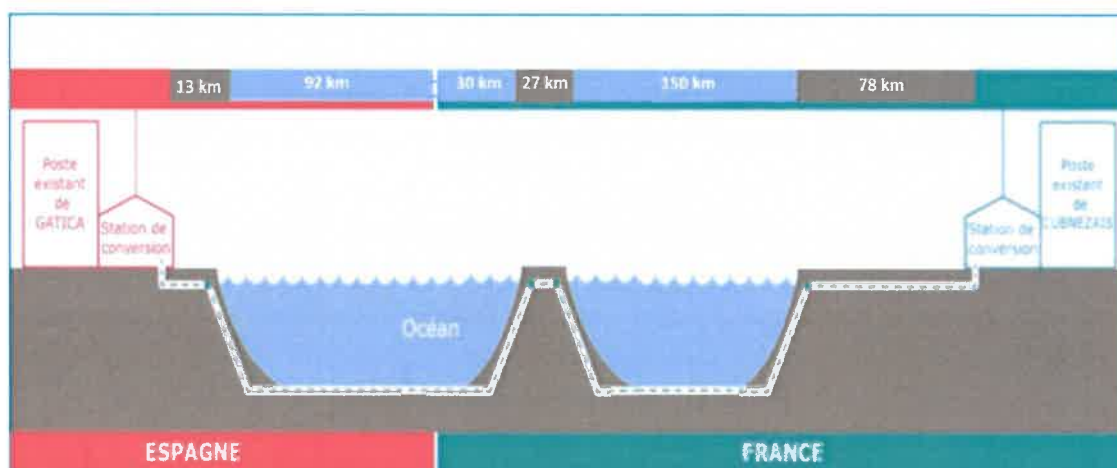 13 km
92 km
30 km
27 km
150 km
78 km
Poste
existant
de
GATICA
Station de
conversion
Poste
existant
de
CUBNEZAIS
Station de
conversion
Océan
ESPAGNE
FRANCE